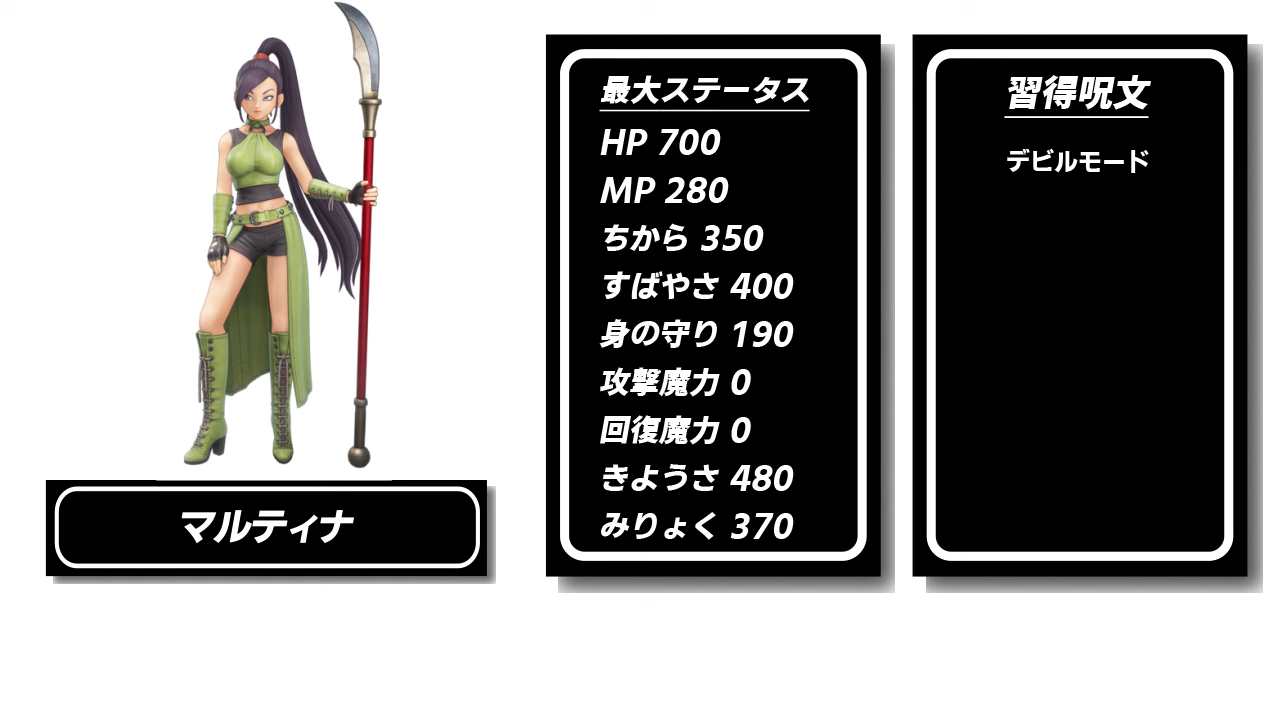 マルティナ
最大ステータス
HP 700
MP 280
ちから 350
すばやさ 400
身の守り 190
攻撃魔力 0
回復魔力 0
きようさ 480
みりょく 370
習得呪文
デビルモード